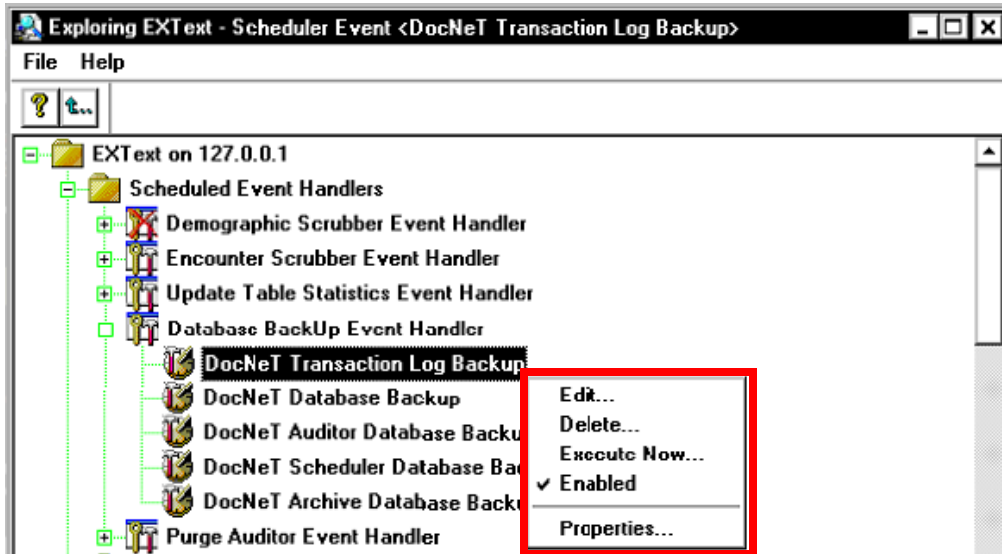 Exploring EXText - Scheduler Event <DocNeT Transaction Log Backup>
File Help
EXText on 127.0.0.1
Scheduled Event Handlers
Demographic Scrubber Event Handler
Encounter Scrubber Event Handler
Update Table Statistics Event Handler
Database BackUp Event Handler
DocNeT Transaction Log Backup
DocNeT Database Backup
DocNeT Auditor Database Backu
DocNeT Scheduler Database Ba
DocNeT Archive Database Backu
Purge Auditor Event Handler
Edit...
Delete...
Execute Now...
Enabled
Properties...